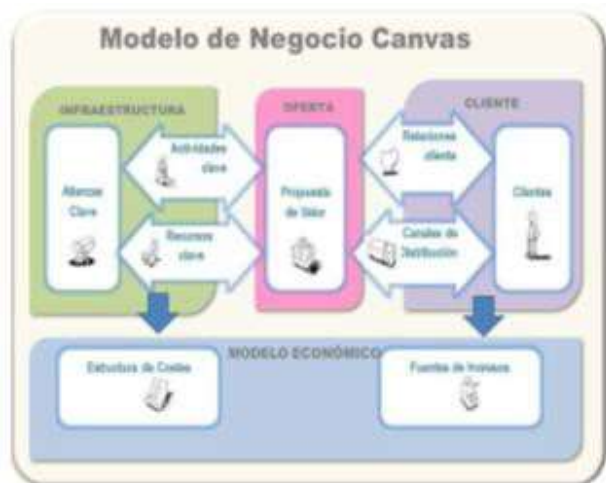 Modelo de Negocio Canvas
INFRAESTRUCTURA
OFERTA
CLIENTE
Alianzas
Clave
Actividades
clave
Recursos
clave
Propuesta
de Valor
Relaciones
cliente
Canales de
Distribución
Clientes
MODELO ECONÓMICO
Estructura de Costes
Fuentes de Ingresos